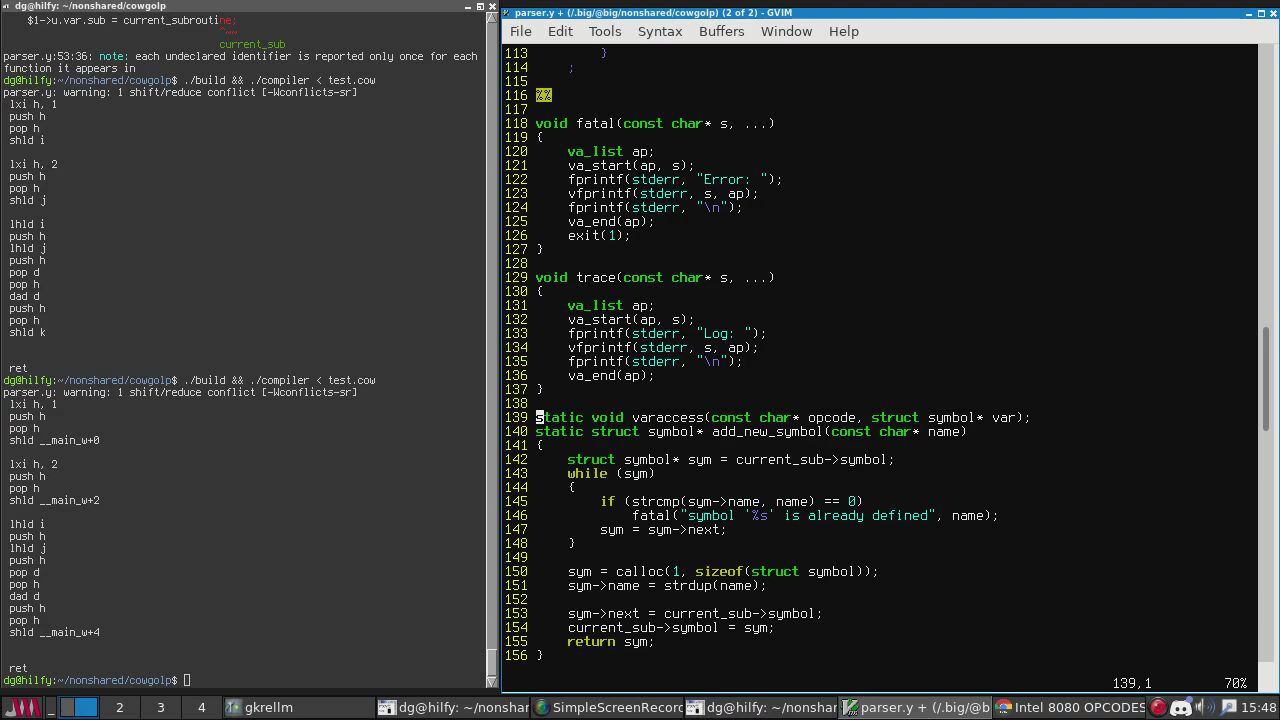 dg@hilfy:~/nonshared/cowgolp
$1->z) var sub = current_subroutine;
^~~~
current_sub
parser.y:53:36: note: each undeclared identifier is reported only once for each
function it appears in
dg@hilfy:~/nonshared/cowgolp$ ./build && ./compiler < test.cow
parser.y: warning: 1 shift/reduce conflict [-Wconflicts-sr]
lxi h, 1
push h
pop h
shld i
lxi h, 2
push h
pop h
shld j
lhld i
push h
lhld j
push h
pop d
pop h
dad d
push h
pop h
shld k
ret
dg@hilfy:~/nonshared/cowgolp$ ./build && ./compiler < test.cow
parser.y: warning: 1 shift/reduce conflict [-Wconflicts-sr]
lxi h, 1
push h
pop h
shld __main_w+0
lxi h, 2
push h
pop h
shld __main_w+2
lhld i
push h
lhld j
push h
pop d
pop h
dad d
push h
pop h
shld __main_w+4
ret
dg@hilfy:~/nonshared/cowgolp$
parser.y + (/.big/@big/nonshared/cowgolp) (2 of 2) - GVIM
File Edit Tools Syntax Buffers Window Help
113 }
114 ;
115
116 %%
117
118 void fatal(const char* s, ...)
119 {
120 va_list ap;
121 va_start(ap, s);
122 fprintf(stderr, "Error: ");
123 vfprintf(stderr, s, ap);
124 fprintf(stderr, "\n");
125 va_end(ap);
126 exit(1);
127 }
128
129 void trace(const char* s, ...)
130 {
131 va_list ap;
132 va_start(ap, s);
133 fprintf(stderr, "Log: ");
134 vfprintf(stderr, s, ap);
135 fprintf(stderr, "\n");
136 va_end(ap);
137 }
138
139 static void varaccess(const char* opcode, struct symbol* var);
140 static struct symbol* add_new_symbol(const char* name)
141 {
142 struct symbol* sym = current_sub->symbol;
143 while (sym)
144 {
145 if (strcmp(sym->name, name) == 0)
146 fatal("symbol '%s' is already defined", name);
147 sym = sym->next;
148 }
149
150 sym = calloc(1, sizeof(struct symbol));
151 sym->name = strdup(name);
152
153 sym->next = current_sub->symbol;
154 current_sub->symbol = sym;
155 return sym;
156 }
139,1 70%
2 3 4 gkrellm dg@hilfy: ~/nonshar SimpleScreenRecord dg@hilfy: ~/nonshar parser.y + (/.big/@b Intel 8080 OPCODES 15:48